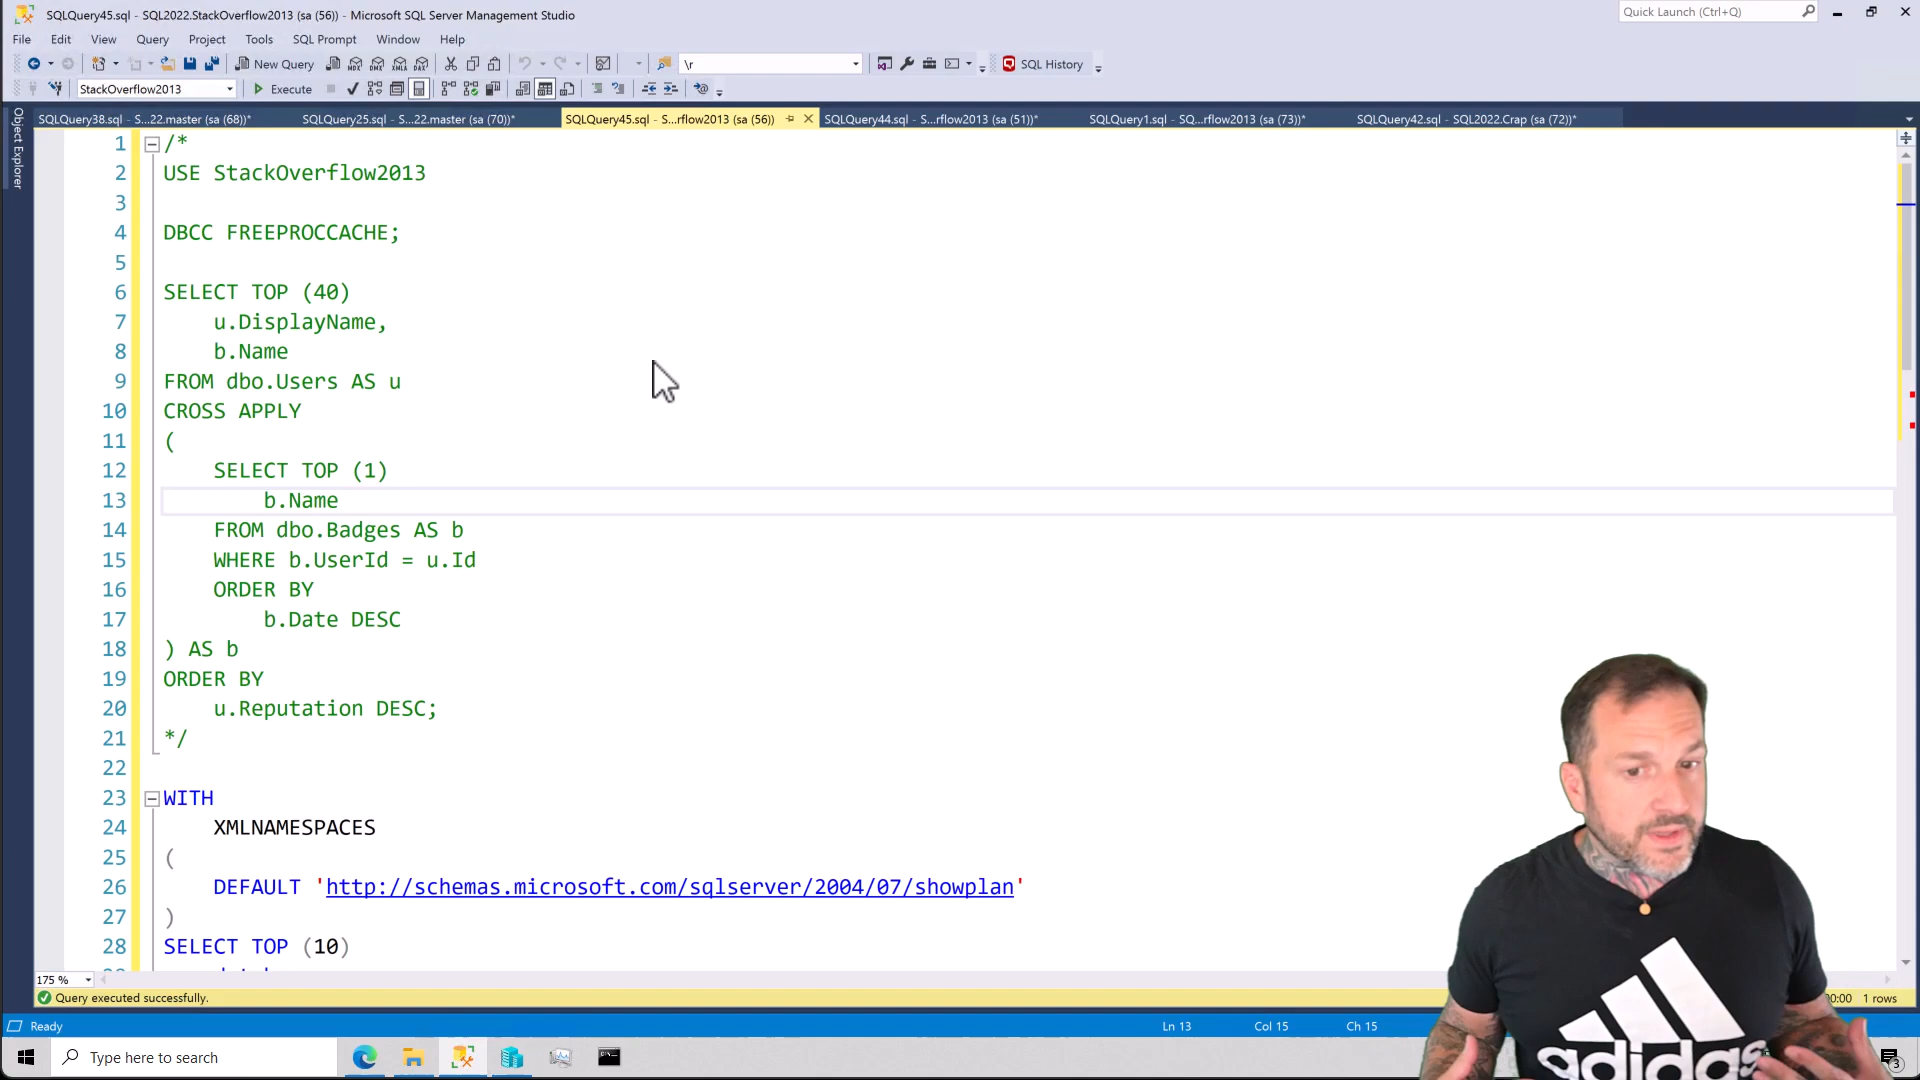 SQLQuery45.sql - SQL2022.StackOverflow2013 (sa (56)) - Microsoft SQL Server Management Studio
Quick Launch (Ctrl+Q)
File Edit View Query Project Tools SQL Prompt Window Help
New Query
\r
SQL History
StackOverflow2013
Execute
SQLQuery38.sql - S...22.master (sa (68))*
SQLQuery25.sql - S...22.master (sa (70))*
SQLQuery45.sql - S...rflow2013 (sa (56))
SQLQuery44.sql - S...rflow2013 (sa (51))*
SQLQuery1.sql - SQ...rflow2013 (sa (73))*
SQLQuery42.sql - SQL2022.Crap (sa (72))*
Object Explorer
1 /*
2 USE StackOverflow2013
3
4 DBCC FREEPROCCACHE;
5
6 SELECT TOP (40)
7 u.DisplayName,
8 b.Name
9 FROM dbo.Users AS u
10 CROSS APPLY
11 (
12 SELECT TOP (1)
13 b.Name
14 FROM dbo.Badges AS b
15 WHERE b.UserId = u.Id
16 ORDER BY
17 b.Date DESC
18 ) AS b
19 ORDER BY
20 u.Reputation DESC;
21 */
22
23 WITH
24 XMLNAMESPACES
25 (
26 DEFAULT 'http://schemas.microsoft.com/sqlserver/2004/07/showplan'
27 )
28 SELECT TOP (10)
175 %
Query executed successfully.
00:00 1 rows
Ready
Ln 13 Col 15 Ch 15
Type here to search
adidas
3